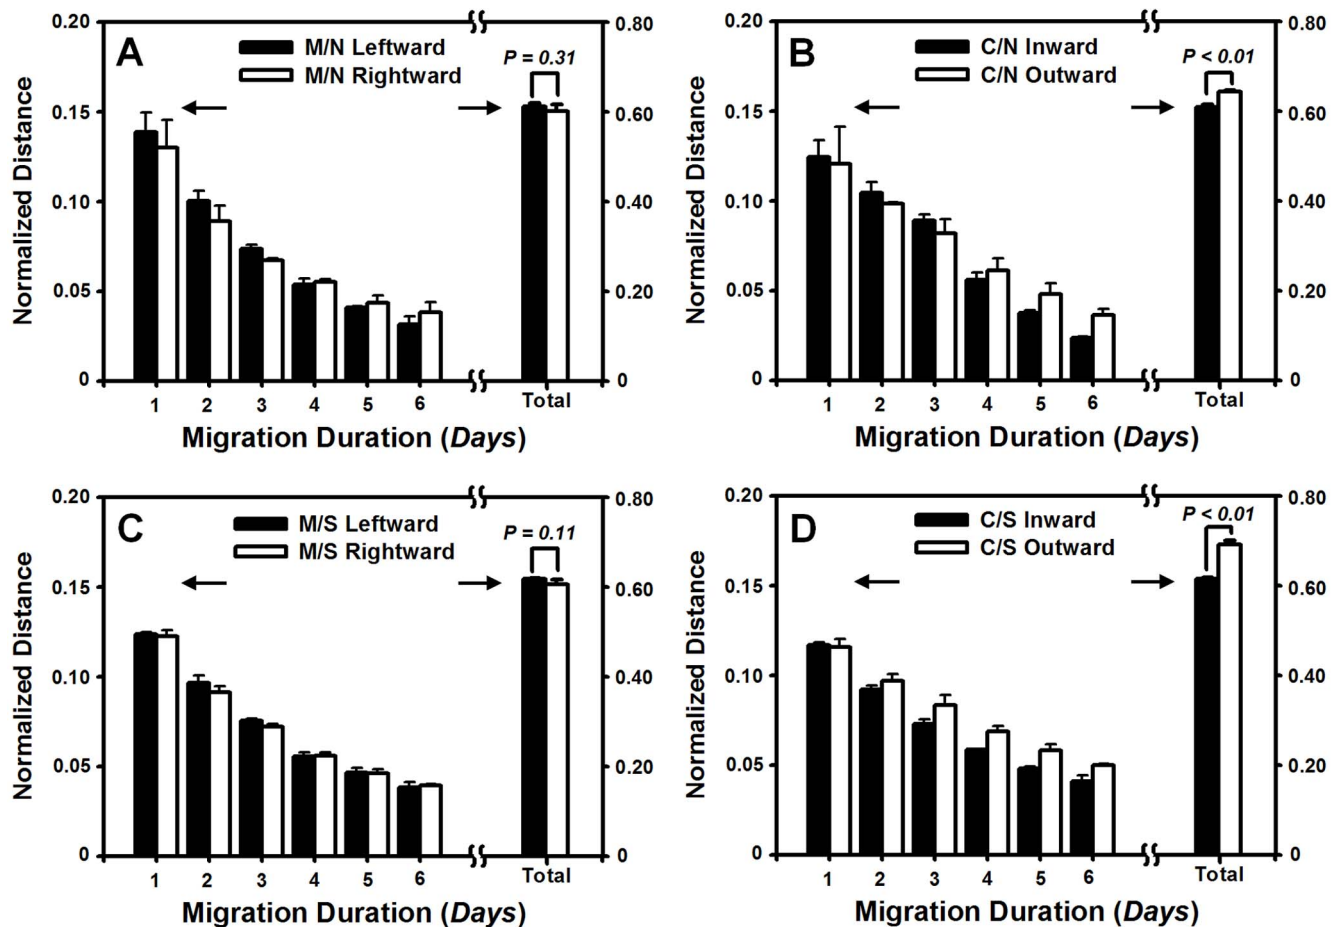 A
M/N Leftward
M/N Rightward
P = 0.31
Normalized Distance
0.20
0.15
0.10
0.05
0
0.80
0.60
0.40
0.20
0
1 2 3 4 5 6 Total
Migration Duration (Days)
B
C/N Inward
C/N Outward
P < 0.01
Normalized Distance
0.20
0.15
0.10
0.05
0
0.80
0.60
0.40
0.20
0
1 2 3 4 5 6 Total
Migration Duration (Days)
C
M/S Leftward
M/S Rightward
P = 0.11
Normalized Distance
0.20
0.15
0.10
0.05
0
0.80
0.60
0.40
0.20
0
1 2 3 4 5 6 Total
Migration Duration (Days)
D
C/S Inward
C/S Outward
P < 0.01
Normalized Distance
0.20
0.15
0.10
0.05
0
0.80
0.60
0.40
0.20
0
1 2 3 4 5 6 Total
Migration Duration (Days)